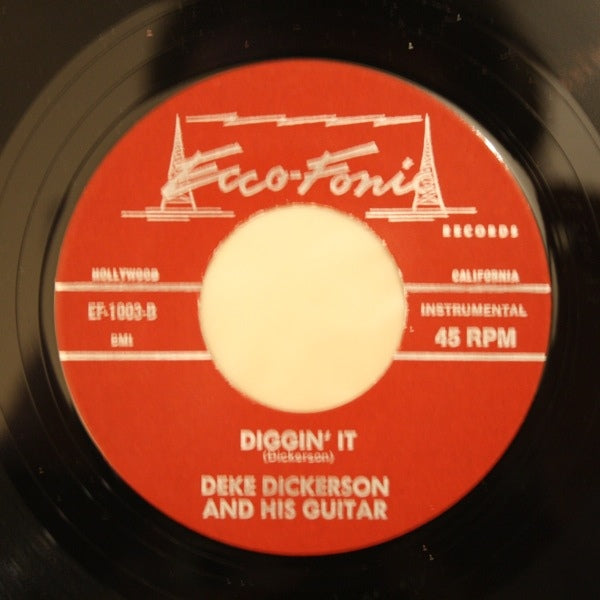 Ecco-Fonic
RECORDS
HOLLYWOOD
CALIFORNIA
EF-1003-B
INSTRUMENTAL
BMI
45 RPM
DIGGIN' IT
(Dickerson)
DEKE DICKERSON
AND HIS GUITAR